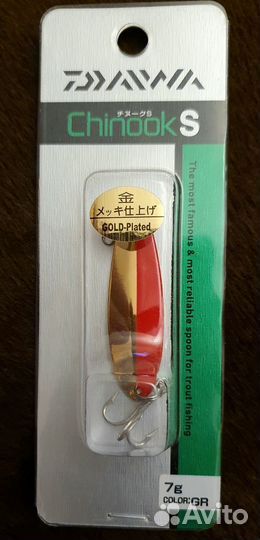 DAIWA
チヌークS
Chinook S
金
メッキ仕上げ
GOLD-Plated
The most famous & most reliable spoon for trout fishing
7g
COLOR:GR
Avito